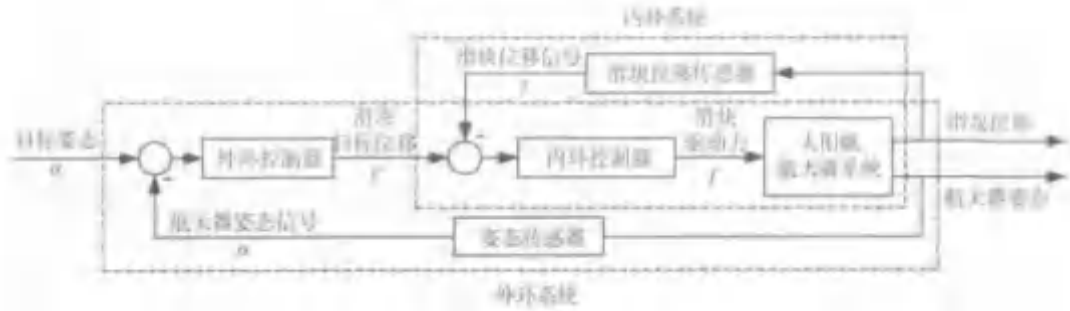 内环系统
滑块位移信号
r
滑块位移传感器
目标姿态
α
外环控制器
滑块
目标位移
r
内环控制器
滑块
驱动力
f
太阳帆
航天器系统
滑块位移
航天器姿态
航天器姿态信号
α
姿态传感器
外环系统